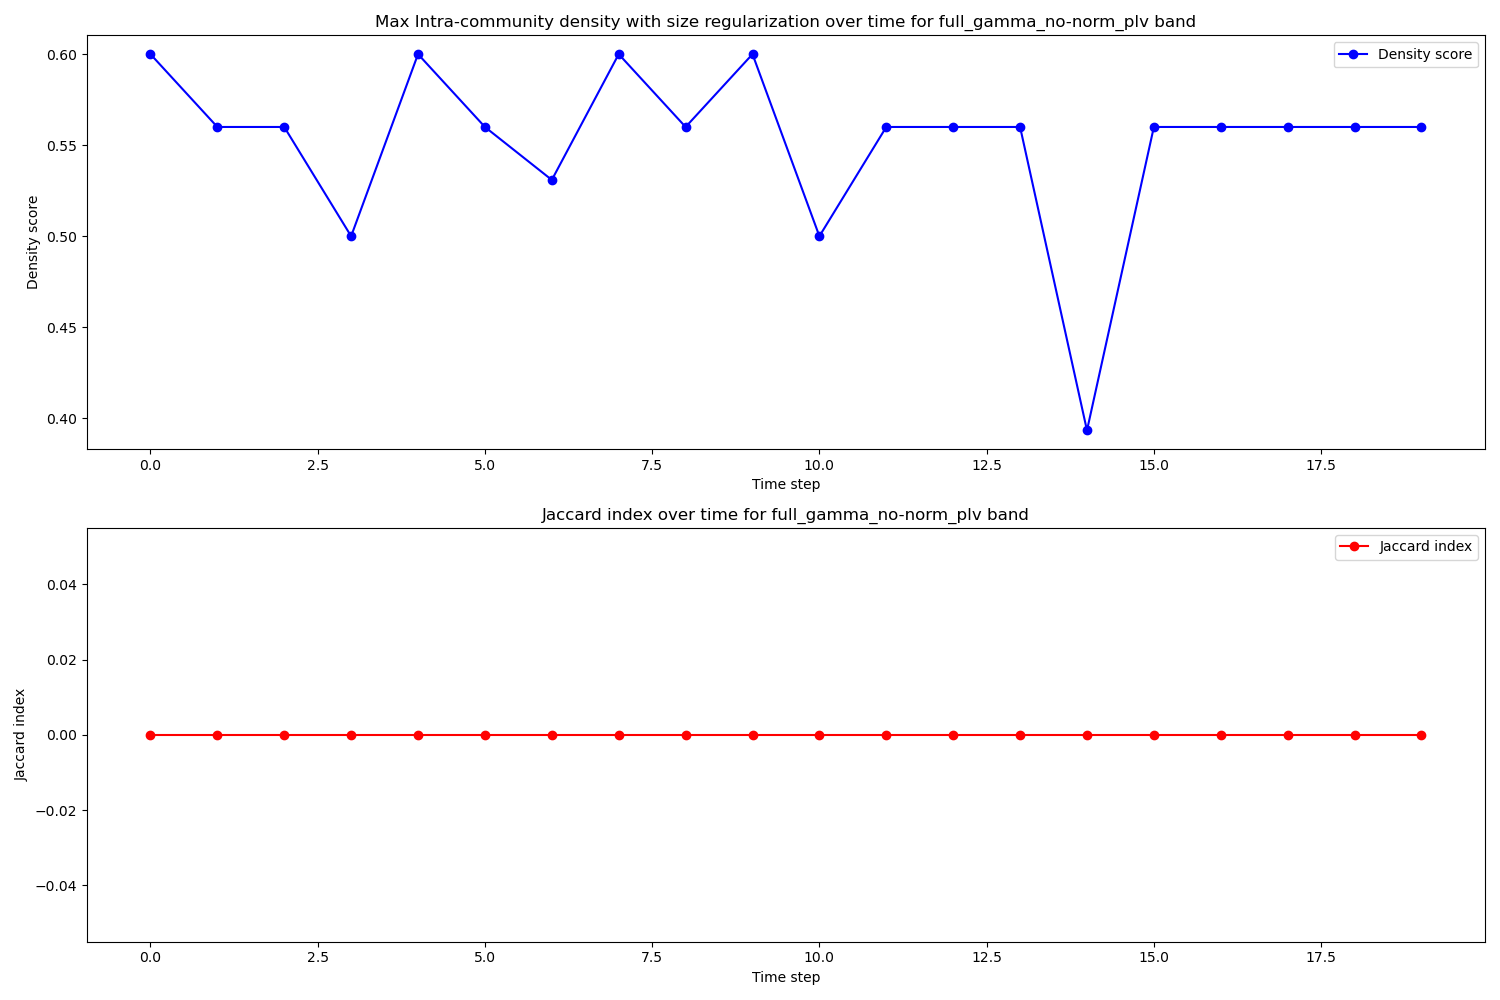 Max Intra-community density with size regularization over time for full_gamma_no-norm_plv band
Density score
0.60
0.55
0.50
0.45
0.40
Density score
0.0 2.5 5.0 7.5 10.0 12.5 15.0 17.5
Time step
Jaccard index over time for full_gamma_no-norm_plv band
Jaccard index
0.04
0.02
0.00
−0.02
−0.04
Jaccard index
0.0 2.5 5.0 7.5 10.0 12.5 15.0 17.5
Time step